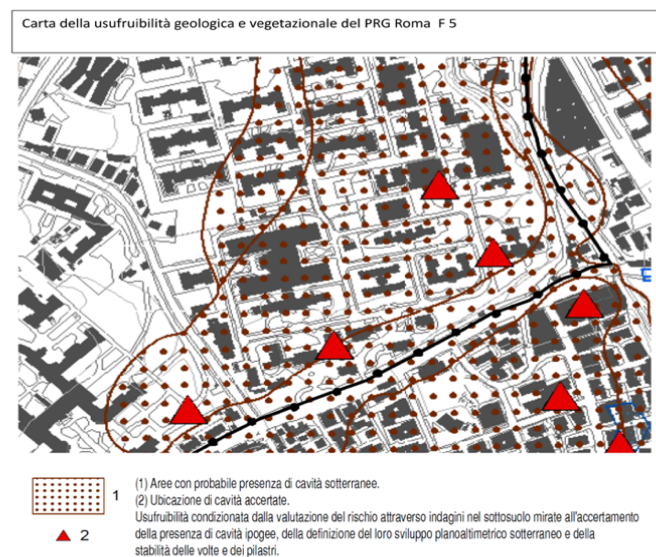 Carta della usufruibilità geologica e vegetazionale del PRG Roma F 5
E
1
(1) Aree con probabile presenza di cavità sotterranee.
(2) Ubicazione di cavità accertate.
Usufruibilità condizionata dalla valutazione del rischio attraverso indagini nel sottosuolo mirate all'accertamento
2
della presenza di cavità ipogee, della definizione del loro sviluppo planoaltimetrico sotterraneo e della
stabilità delle volte e dei pilastri.